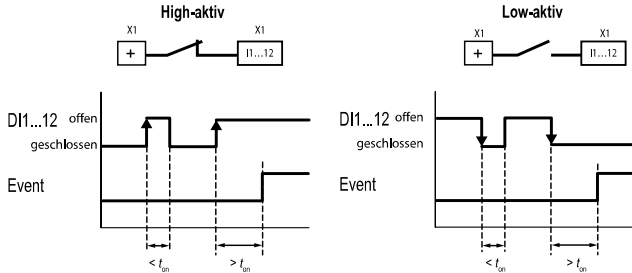 High-aktiv
X1 X1
+ I1...12
DI1...12 offen
geschlossen
Event
< ton > ton
Low-aktiv
X1 X1
+ I1...12
DI1...12 offen
geschlossen
Event
< ton > ton